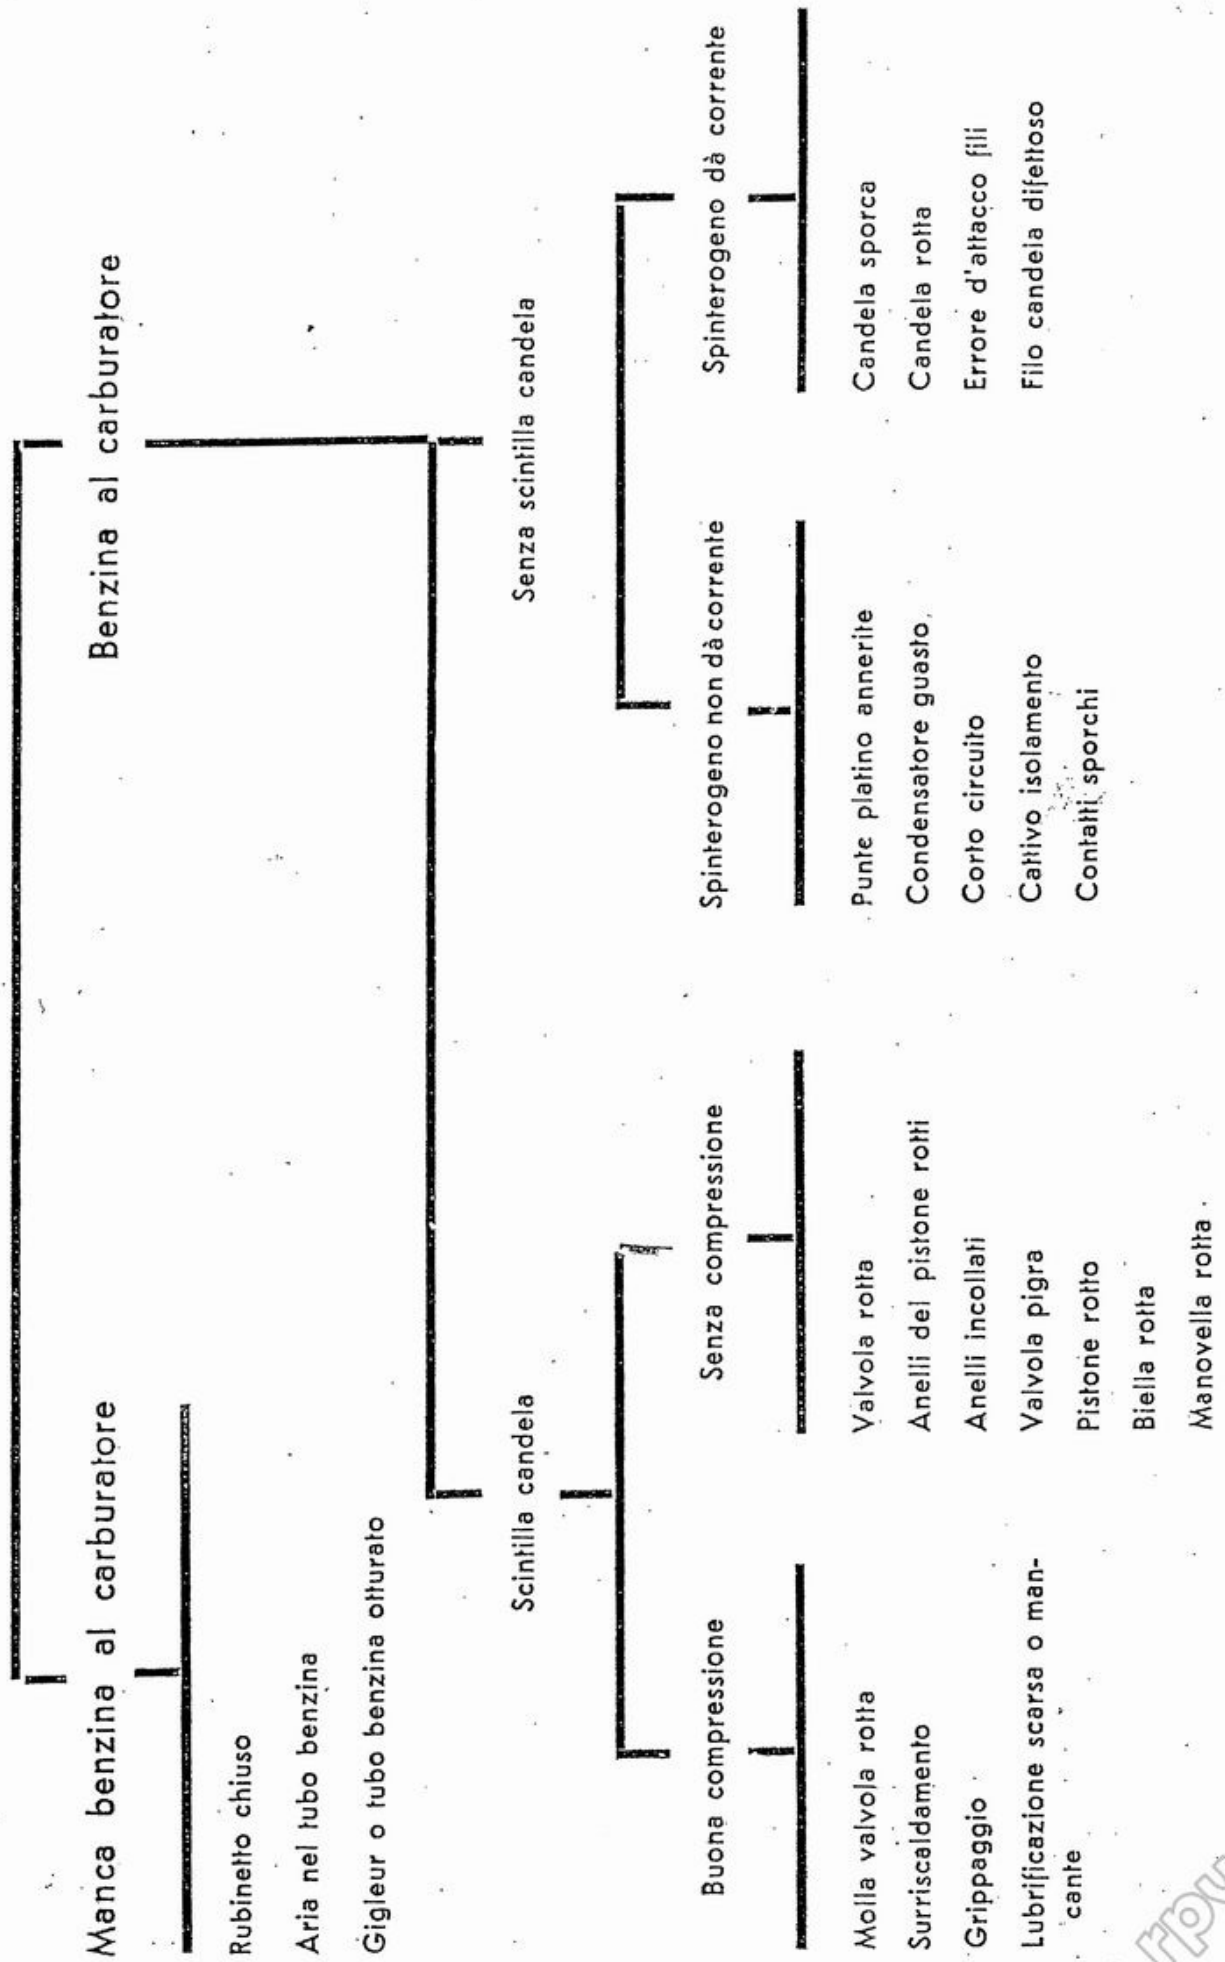 Manca benzina al carburatore
Rubinetto chiuso
Aria nel tubo benzina
Gigleur o tubo benzina otturato
Benzina al carburatore
Scintilla candela
Senza scintilla candela
Buona compressione
Molla valvola rotta
Surriscaldamento
Grippaggio
Lubrificazione scarsa o man-
cante
Senza compressione
Valvola rotta
Anelli del pistone rotti
Anelli incollati
Valvola pigra
Pistone rotto
Biella rotta
Manovella rotta
Spinterogeno non dà corrente
Punte platino annerite
Condensatore guasto
Corto circuito
Cattivo isolamento
Contatti sporchi
Spinterogeno dà corrente
Candela sporca
Candela rotta
Errore d'attacco fili
Filo candela difettoso